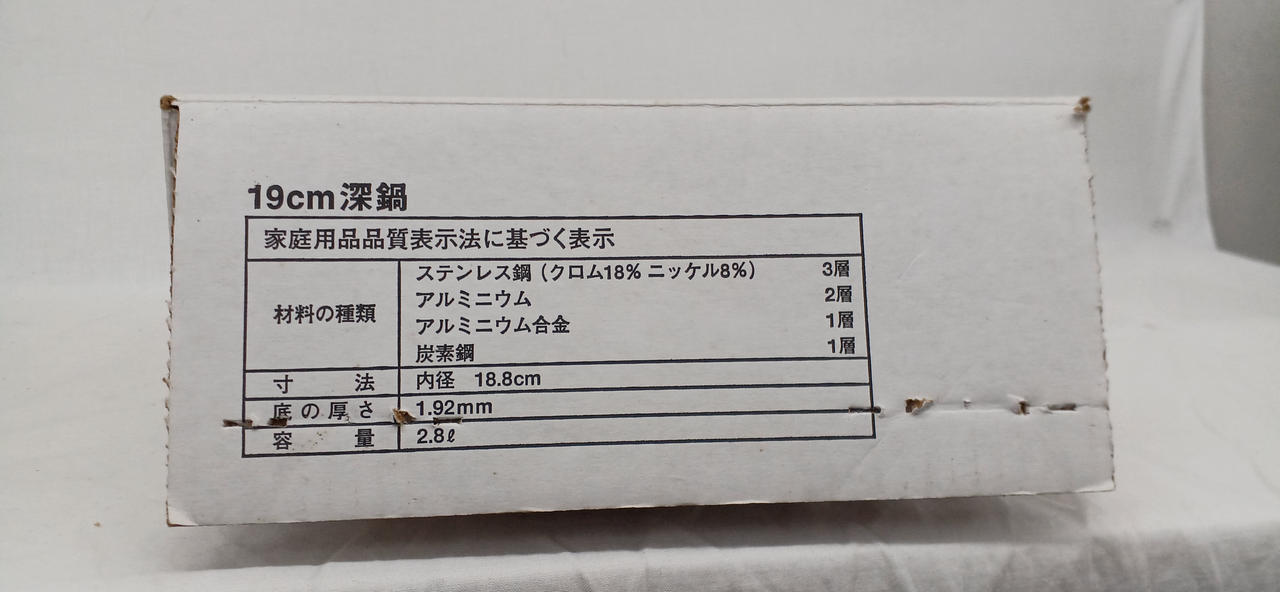 19cm深鍋
家庭用品品質表示法に基づく表示
材料の種類
ステンレス鋼（クロム18% ニッケル8%） 3層
アルミニウム 2層
アルミニウム合金 1層
炭素鋼 1層
寸法 内径 18.8cm
底の厚さ 1.92mm
容量 2.8ℓ